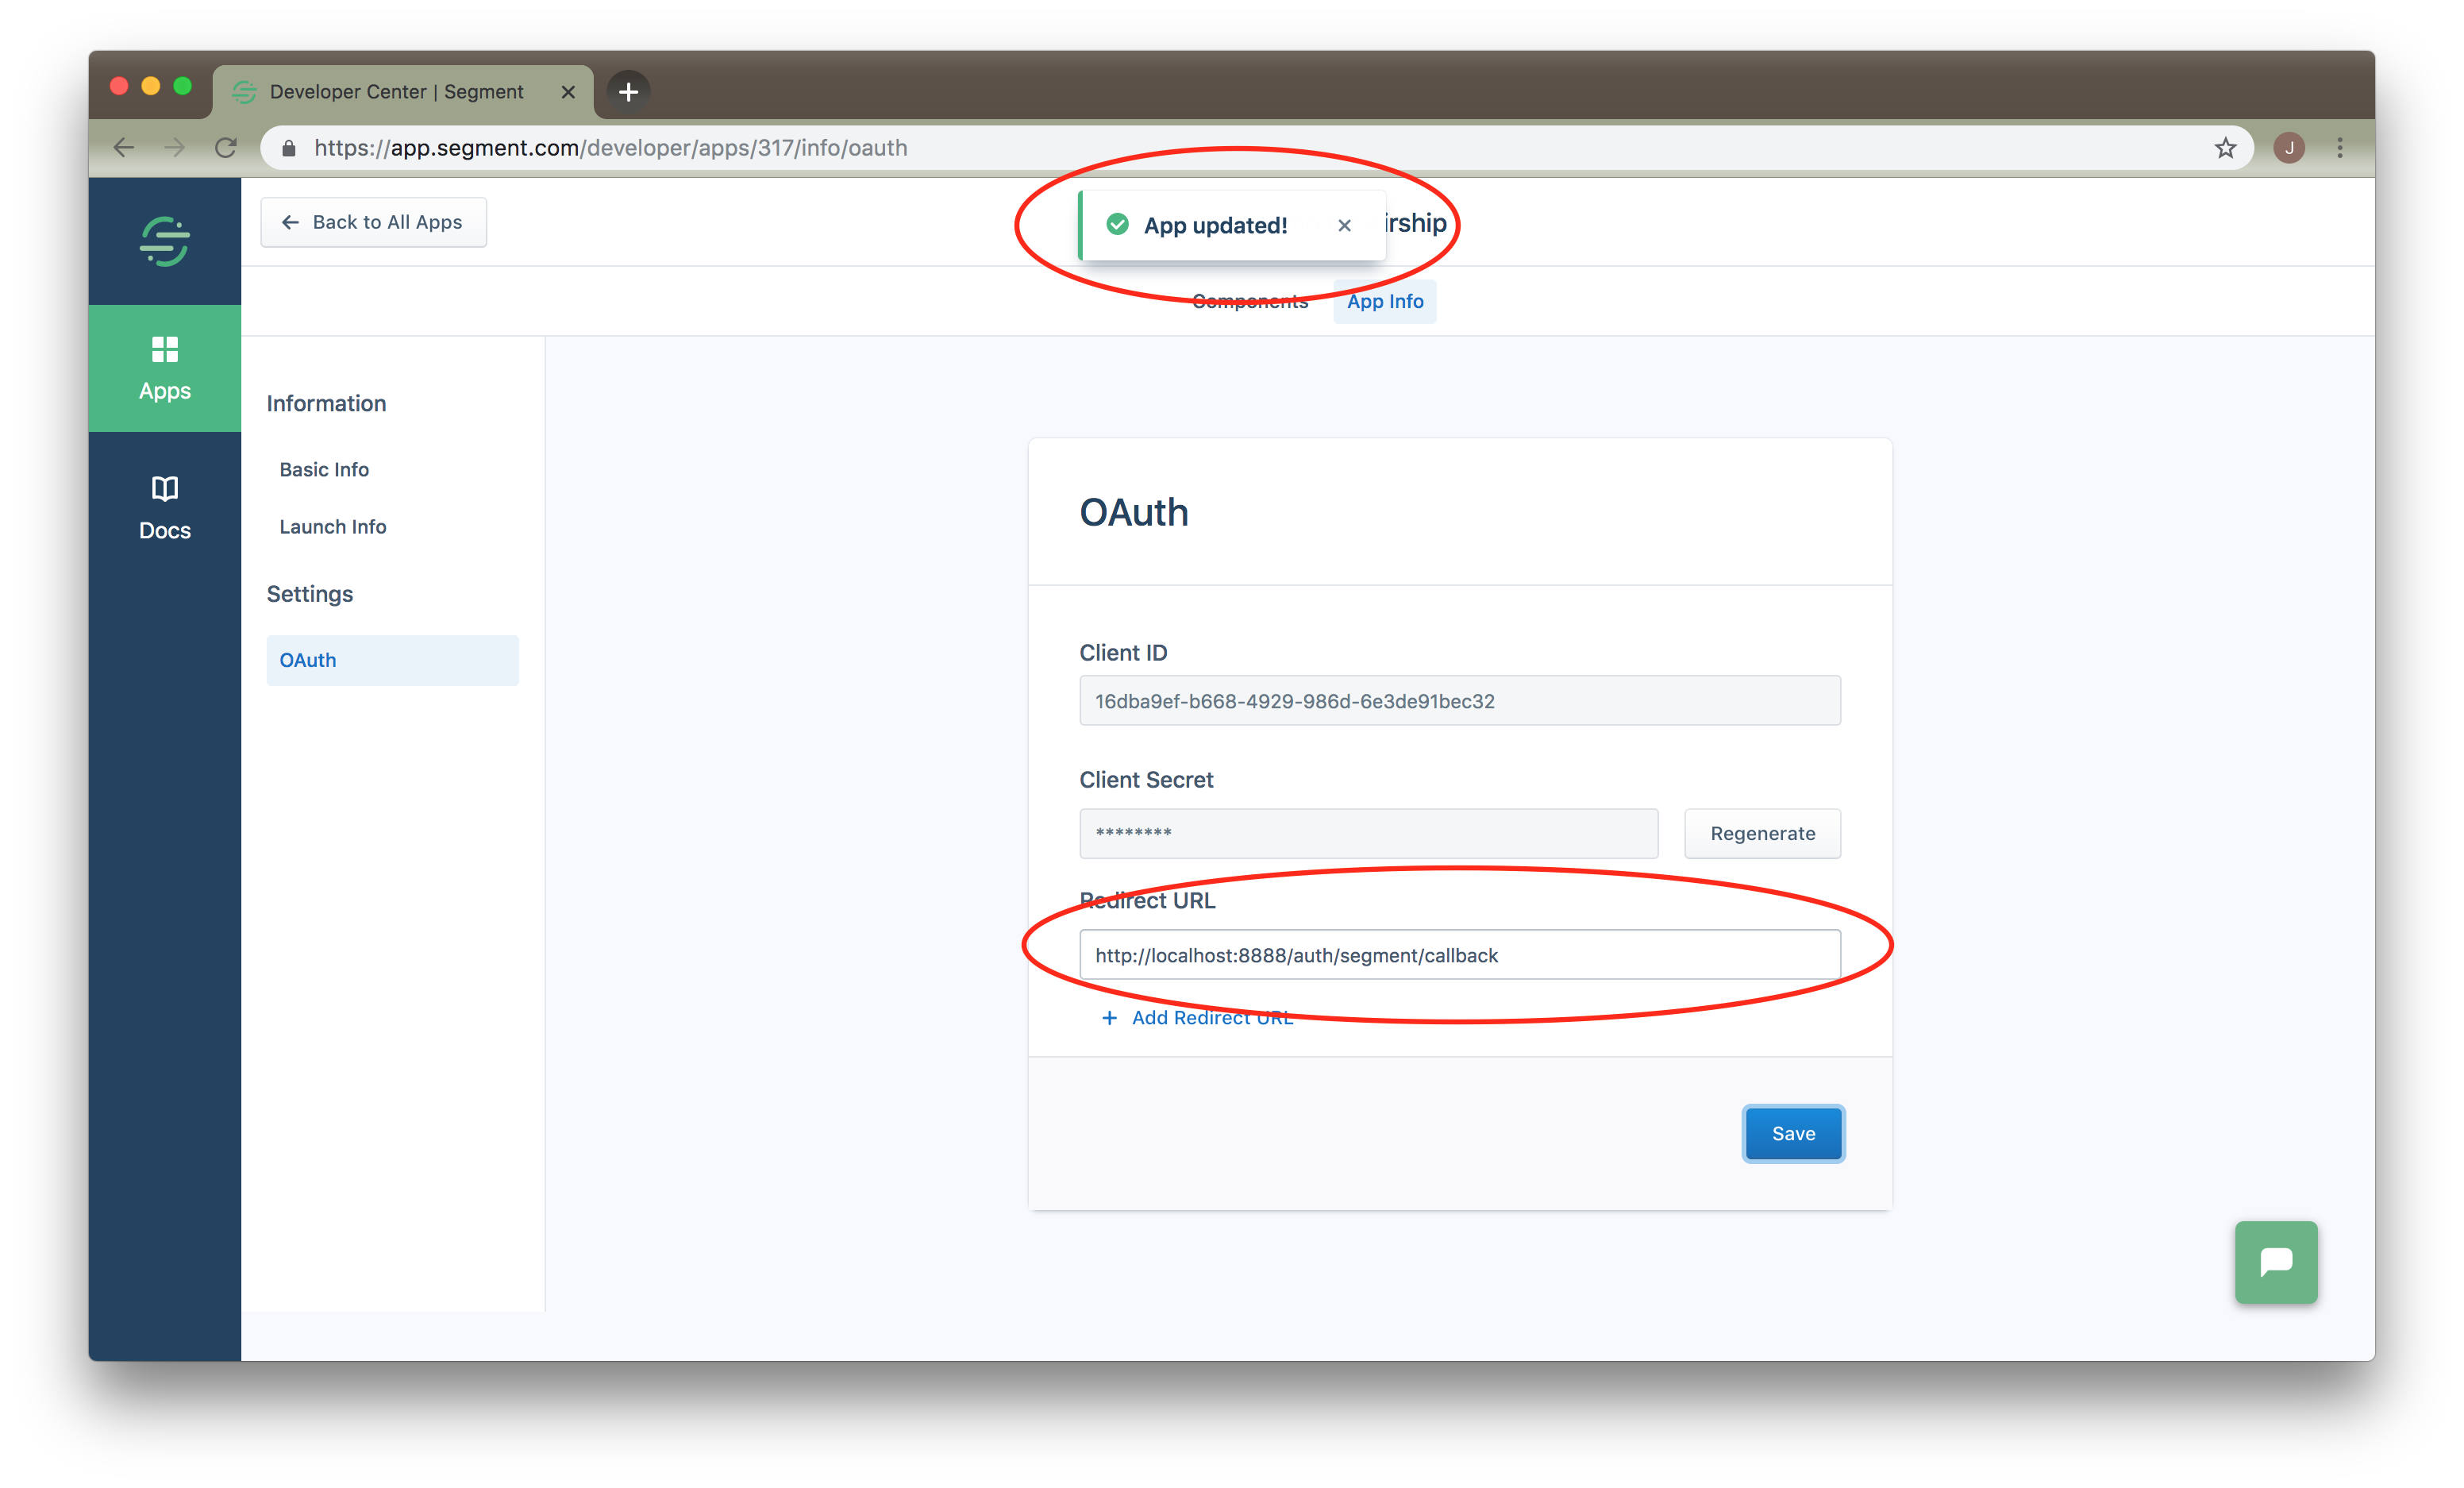 Developer Center | Segment
https://app.segment.com/developer/apps/317/info/oauth
J
Back to All Apps
App updated!
irship
Components
App Info
Apps
Docs
Information
Basic Info
Launch Info
Settings
OAuth
OAuth
Client ID
16dba9ef-b668-4929-986d-6e3de91bec32
Client Secret
********
Regenerate
Redirect URL
http://localhost:8888/auth/segment/callback
+ Add Redirect URL
Save